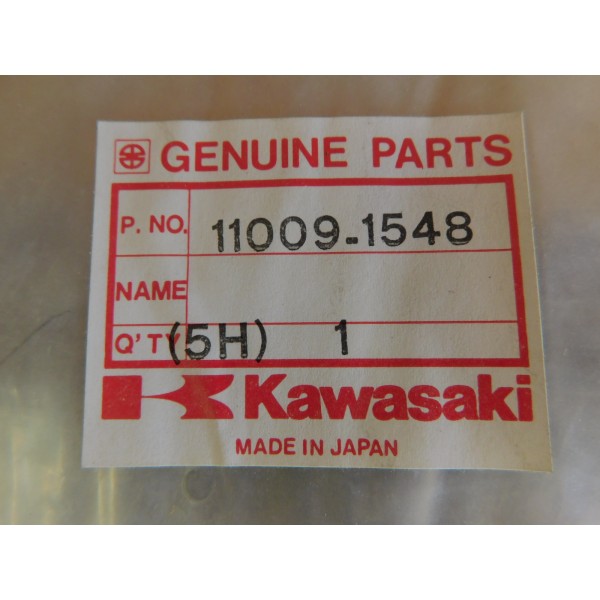 GENUINE PARTS
P. NO. 11009-1548
NAME
Q'TY (5H) 1
Kawasaki
MADE IN JAPAN